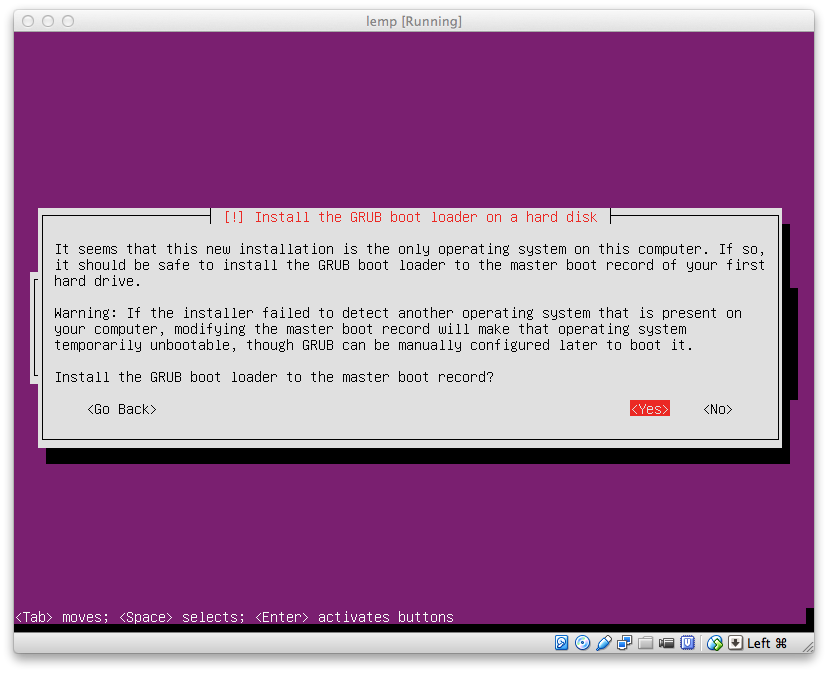 lemp [Running]
[!] Install the GRUB boot loader on a hard disk
It seems that this new installation is the only operating system on this computer. If so,
it should be safe to install the GRUB boot loader to the master boot record of your first
hard drive.
Warning: If the installer failed to detect another operating system that is present on
your computer, modifying the master boot record will make that operating system
temporarily unbootable, though GRUB can be manually configured later to boot it.
Install the GRUB boot loader to the master boot record?
<Go Back> <Yes> <No>
<Tab> moves; <Space> selects; <Enter> activates buttons
Left ⌘